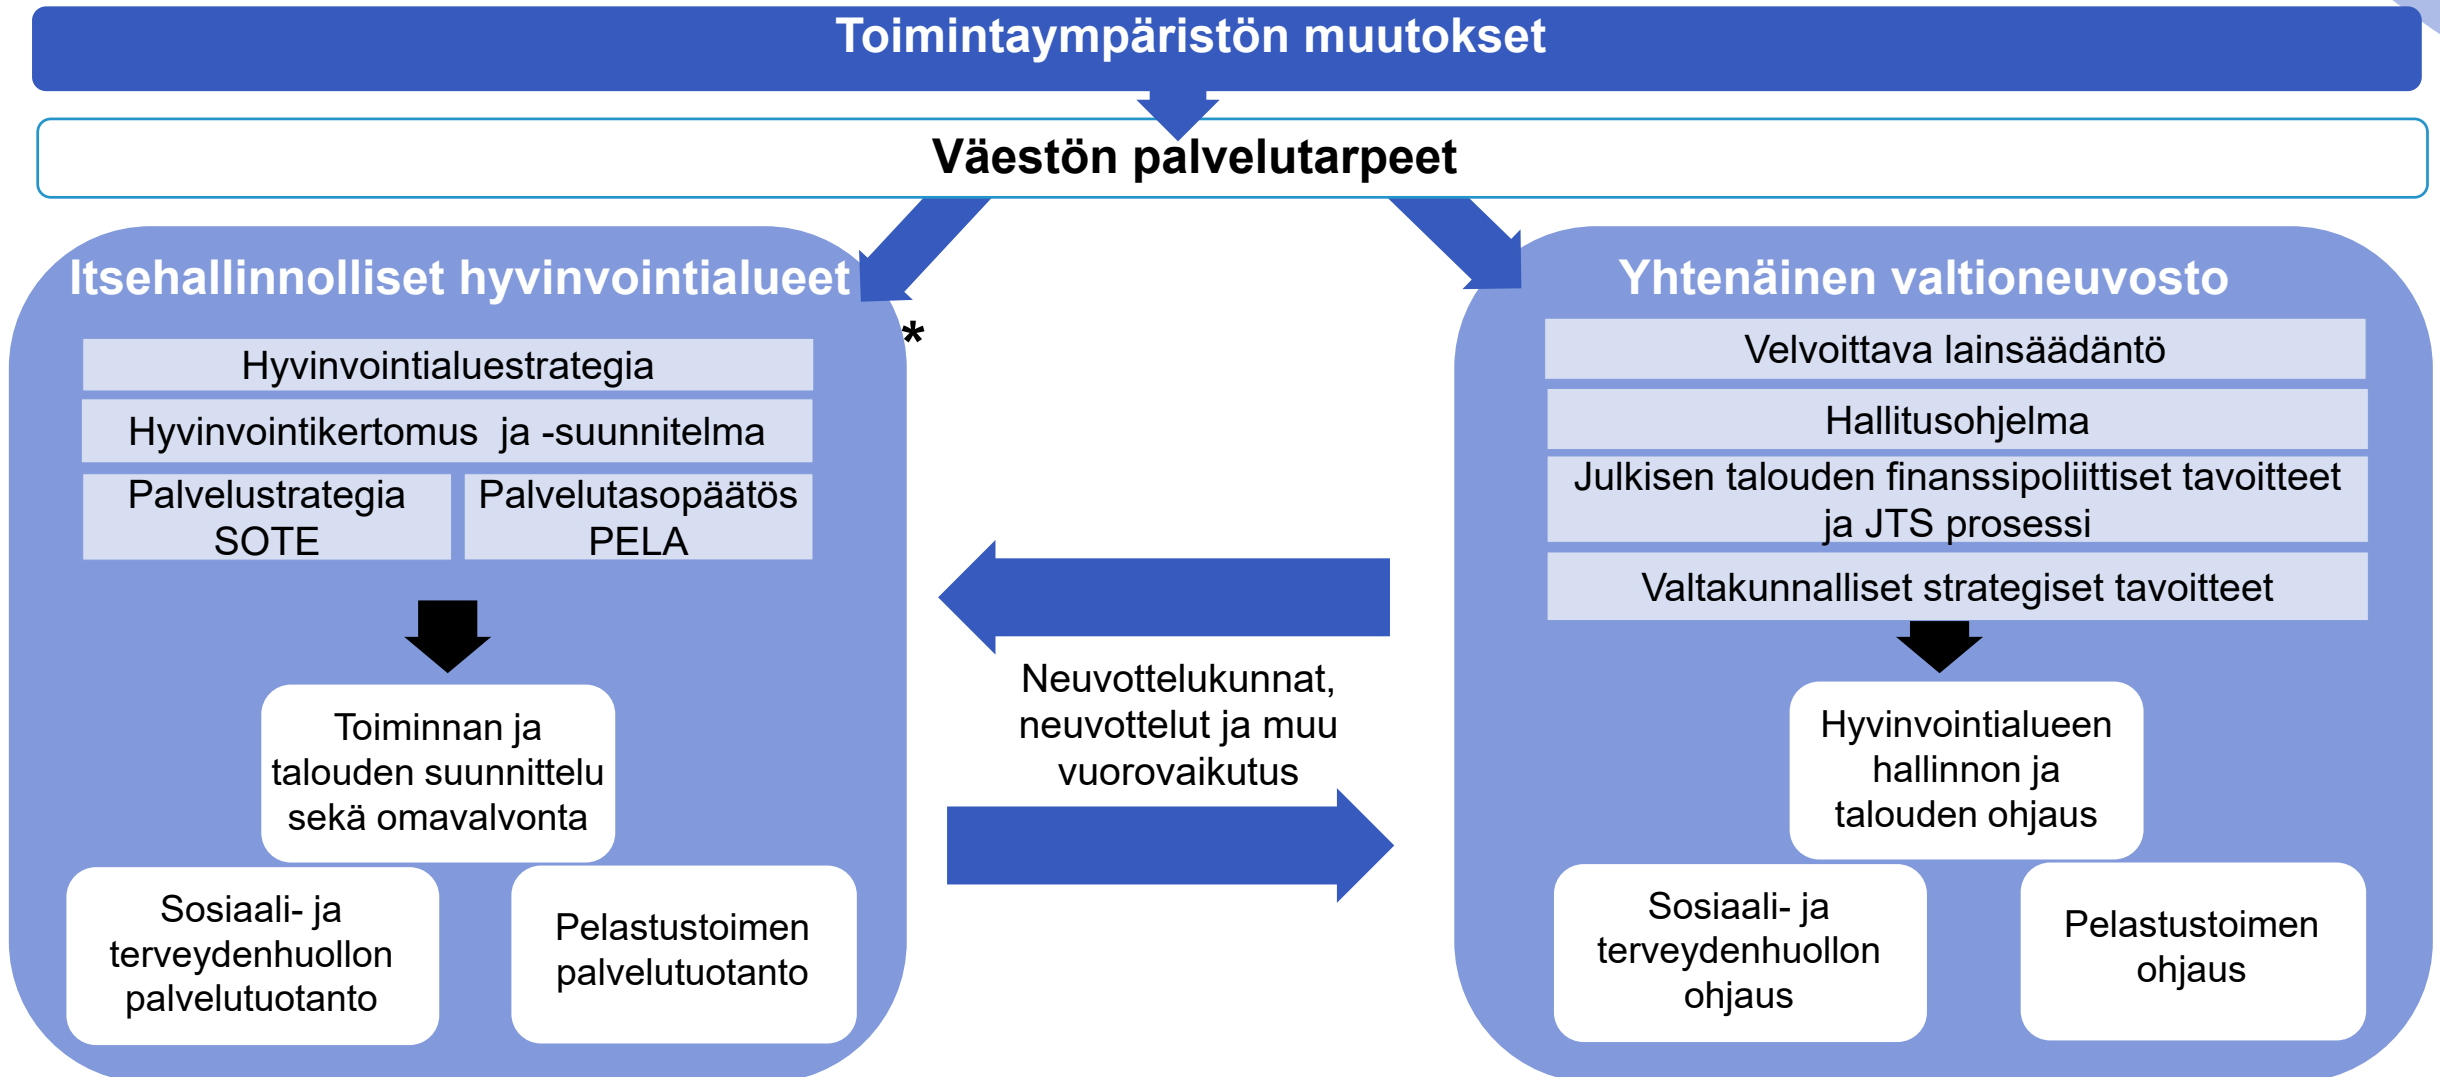 Toimintaympäristön muutokset
Väestön palvelutarpeet
Itsehallinnolliset hyvinvointialueet
*
Hyvinvointialuestrategia
Hyvinvointikertomus ja -suunnitelma
Palvelustrategia
SOTE
Palvelutasopäätös
PELA
Toiminnan ja
talouden suunnittelu
sekä omavalvonta
Sosiaali- ja
terveydenhuollon
palvelutuotanto
Pelastustoimen
palvelutuotanto
Neuvottelukunnat,
neuvottelut ja muu
vuorovaikutus
Yhtenäinen valtioneuvosto
Velvoittava lainsäädäntö
Hallitusohjelma
Julkisen talouden finanssipoliittiset tavoitteet
ja JTS prosessi
Valtakunnalliset strategiset tavoitteet
Hyvinvointialueen
hallinnon ja
talouden ohjaus
Sosiaali- ja
terveydenhuollon
ohjaus
Pelastustoimen
ohjaus